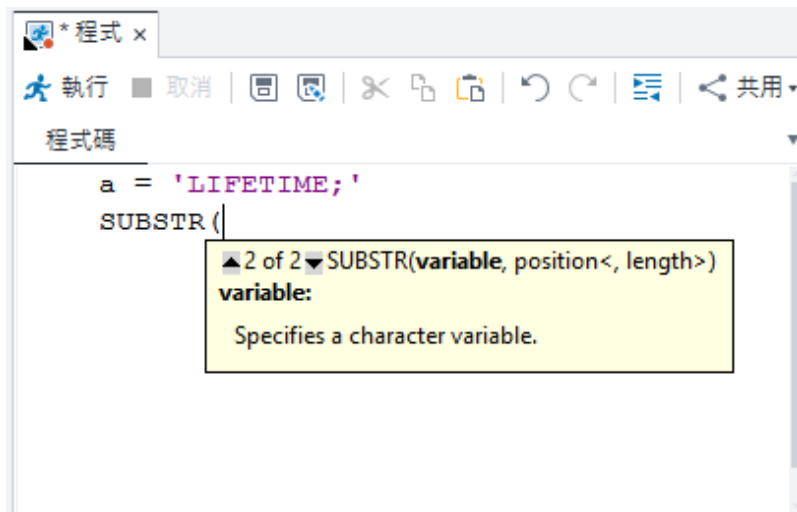 * 程式 ×
執行 取消 共用
程式碼
a = 'LIFETIME;'
SUBSTR(
2 of 2 SUBSTR(variable, position<, length>)
variable:
Specifies a character variable.